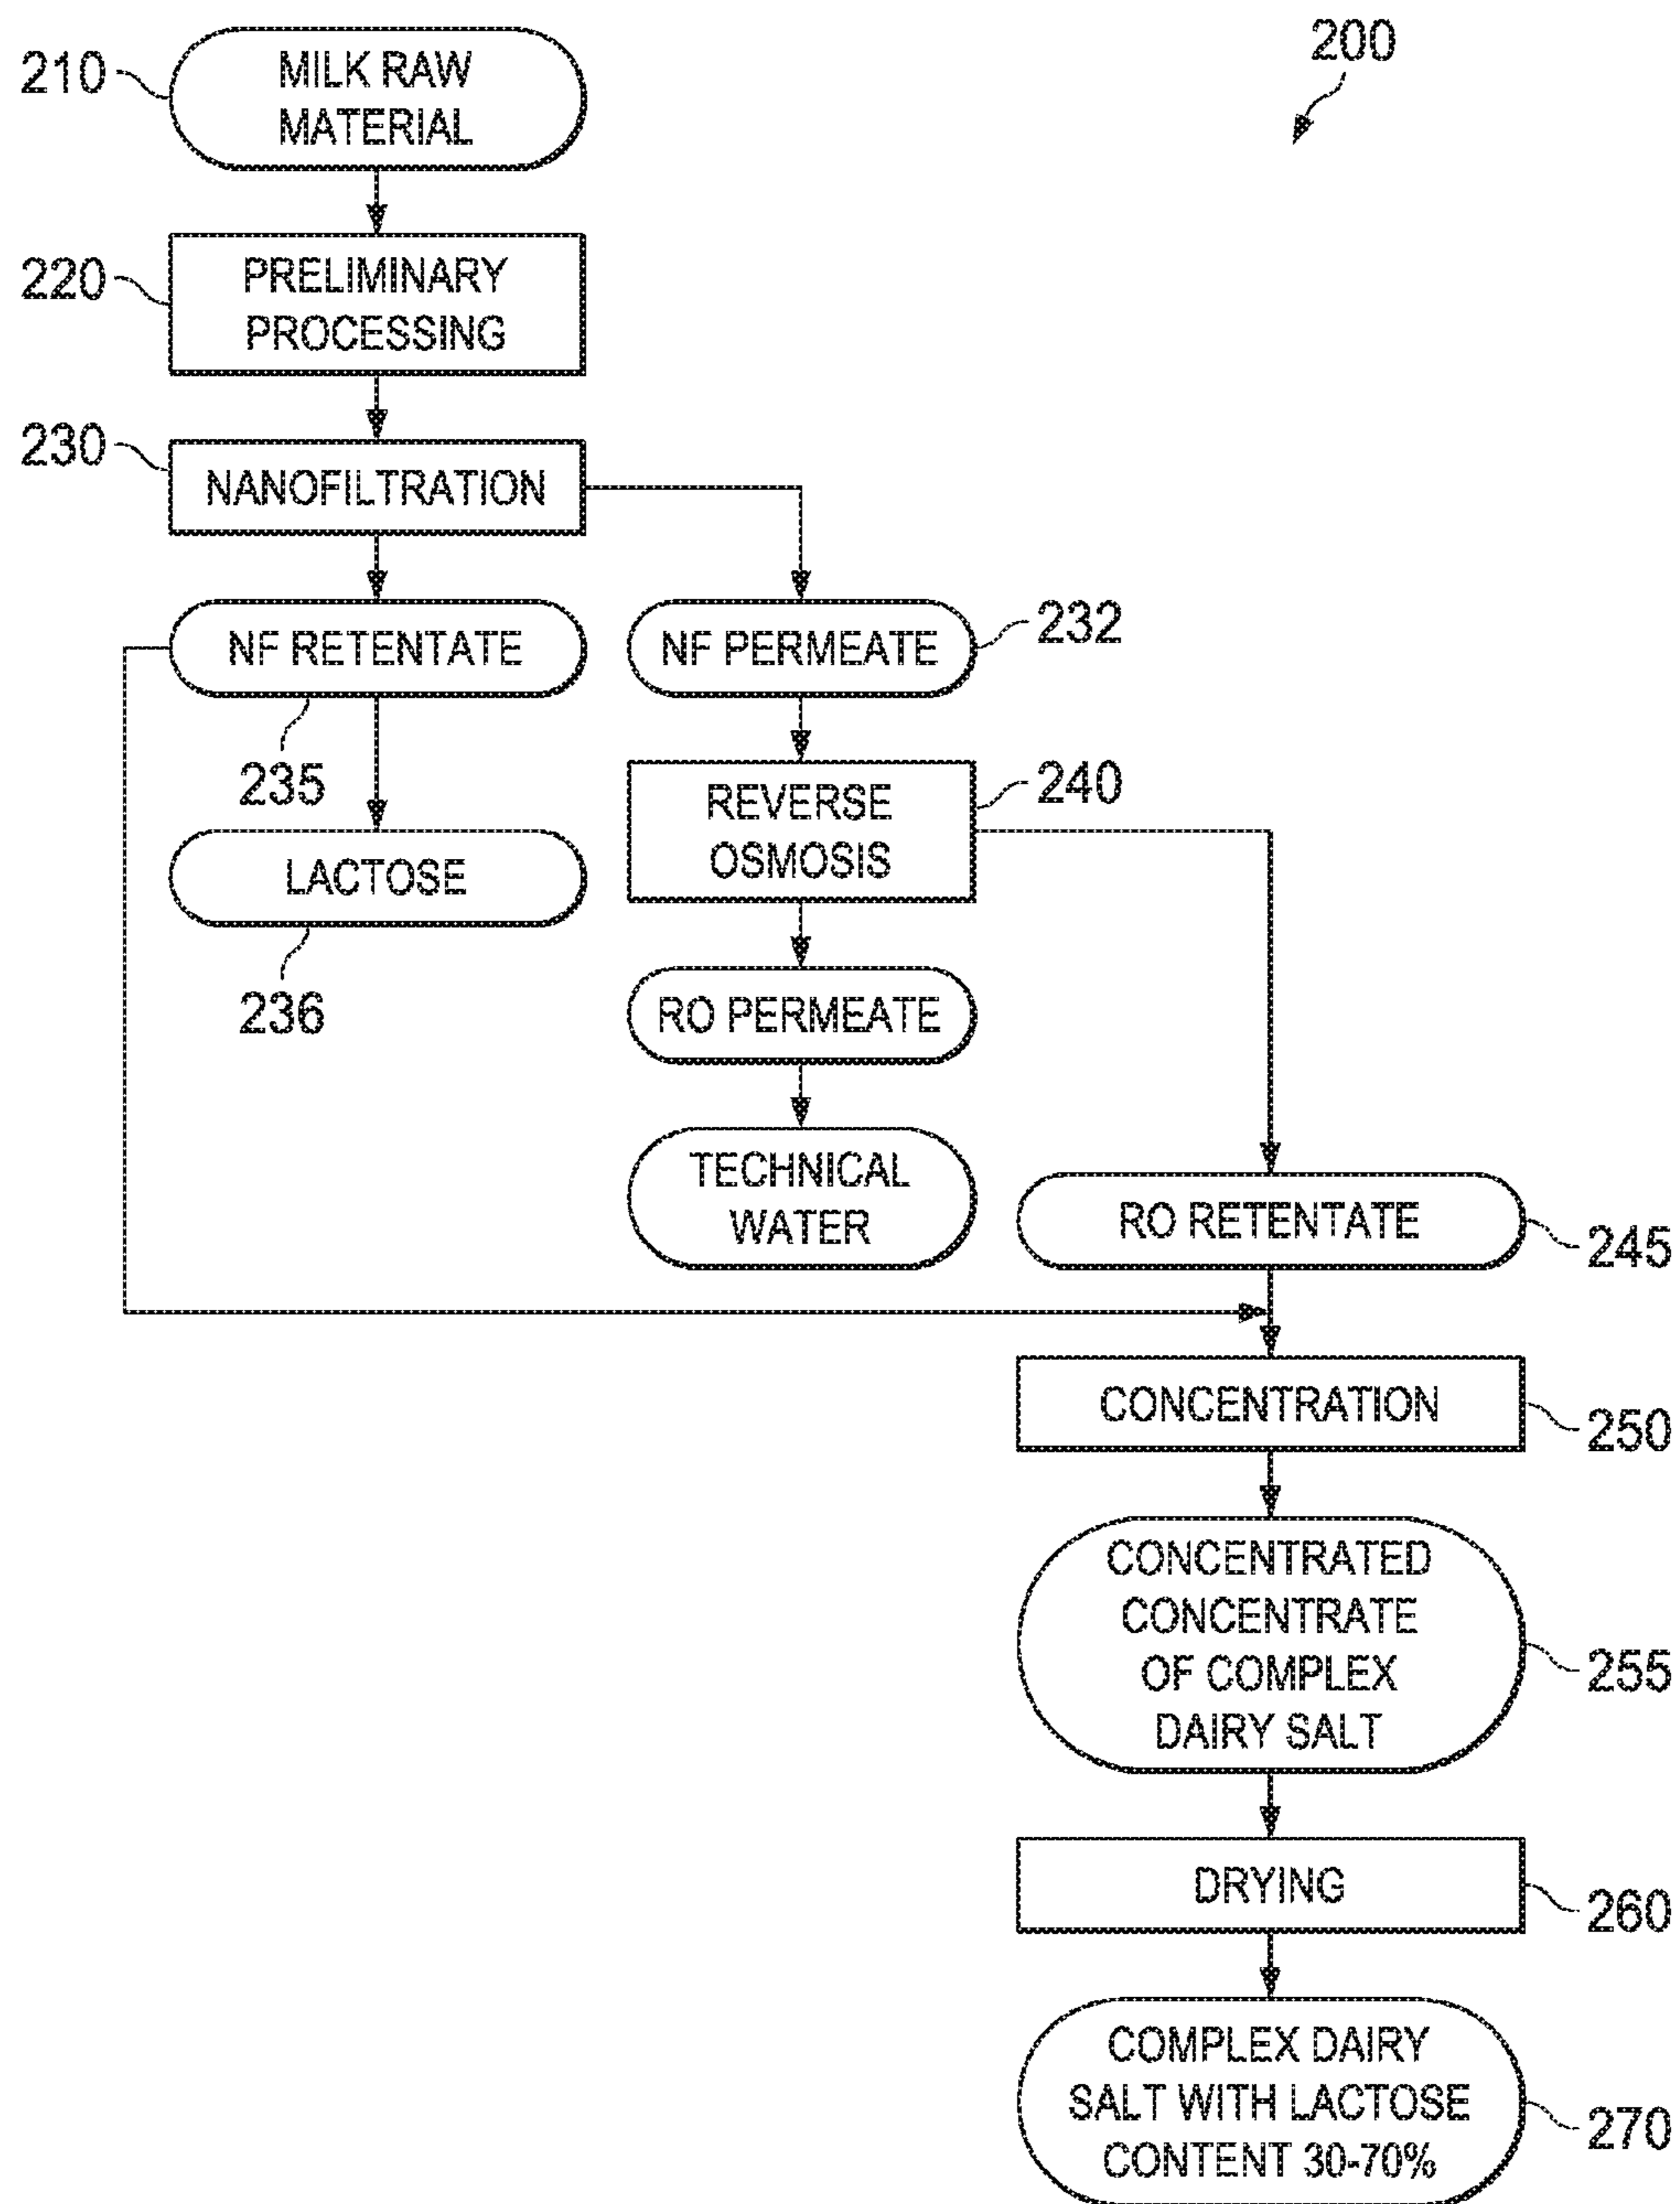 200
210
MILK RAW
MATERIAL
220
PRELIMINARY
PROCESSING
230
NANOFILTRATION
NF RETENTATE
235
NF PERMEATE
232
LACTOSE
236
REVERSE
OSMOSIS
240
RO PERMEATE
TECHNICAL
WATER
RO RETENTATE
245
CONCENTRATION
250
CONCENTRATED
CONCENTRATE
OF COMPLEX
DAIRY SALT
255
DRYING
260
COMPLEX DAIRY
SALT WITH LACTOSE
CONTENT 30-70%
270